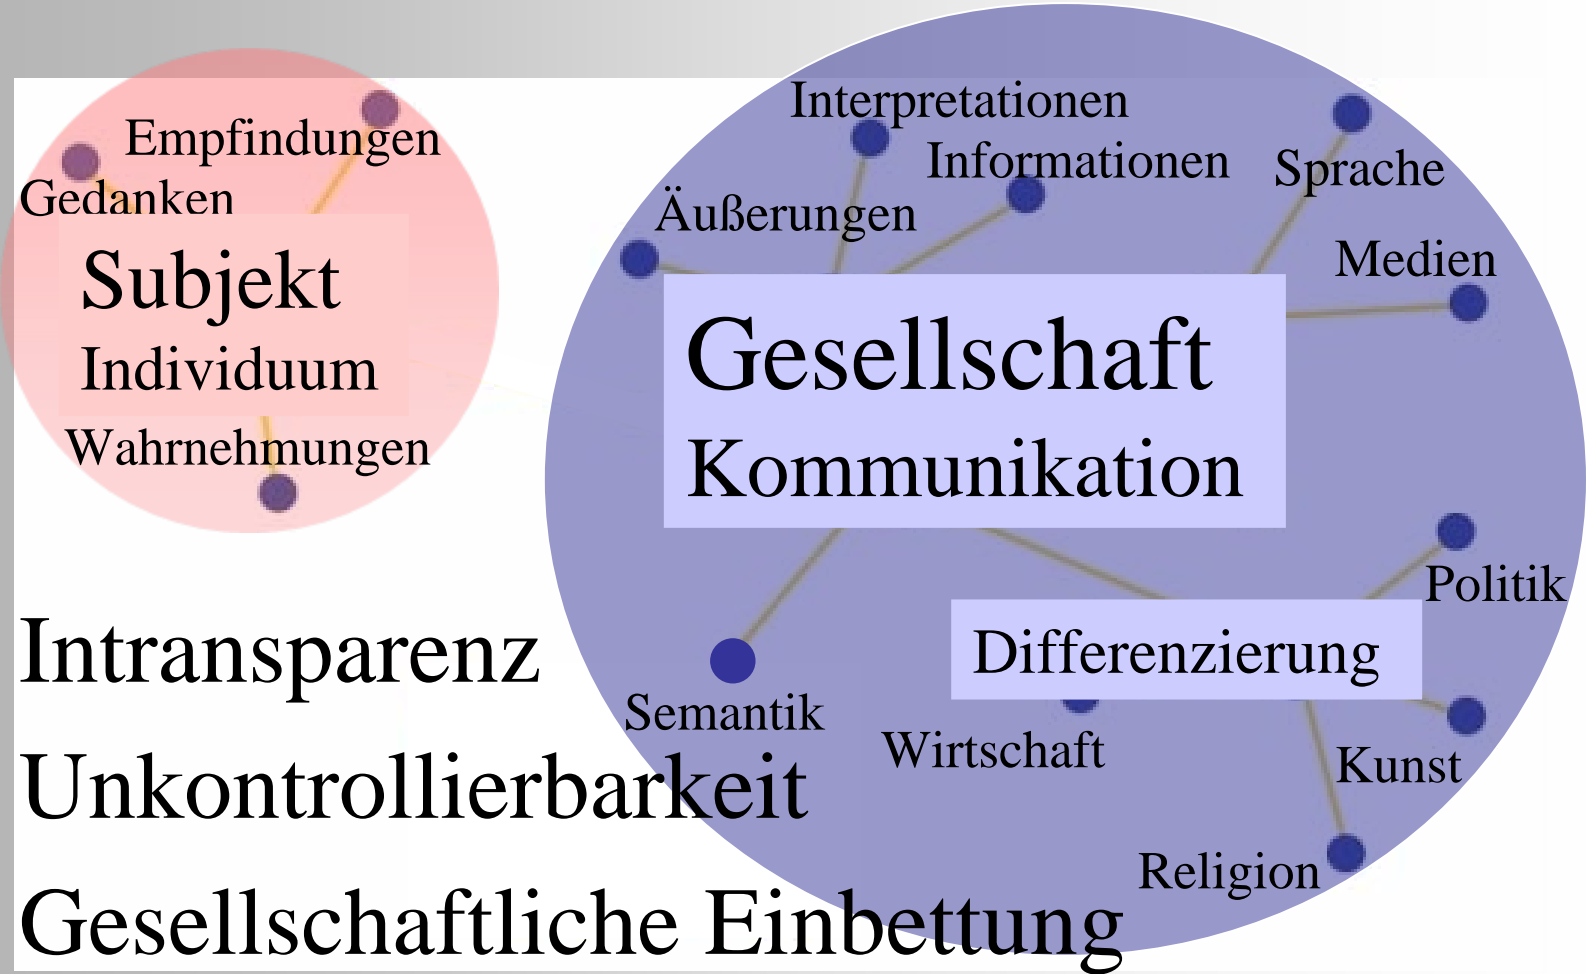 Empfindungen
Gedanken
Subjekt
Individuum
Wahrnehmungen
Interpretationen
Informationen
Sprache
Äußerungen
Medien
Gesellschaft
Kommunikation
Politik
Differenzierung
Semantik
Wirtschaft
Kunst
Religion
Intransparenz
Unkontrollierbarkeit
Gesellschaftliche Einbettung